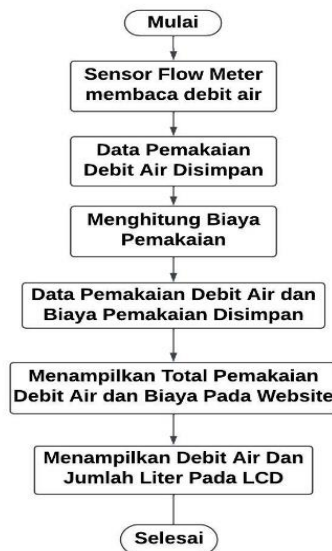 Mulai
Sensor Flow Meter
membaca debit air
Data Pemakaian
Debit Air Disimpan
Menghitung Biaya
Pemakaian
Data Pemakaian Debit Air dan
Biaya Pemakaian Disimpan
Menampilkan Total Pemakaian
Debit Air dan Biaya Pada Website
Menampilkan Debit Air Dan
Jumlah Liter Pada LCD
Selesai